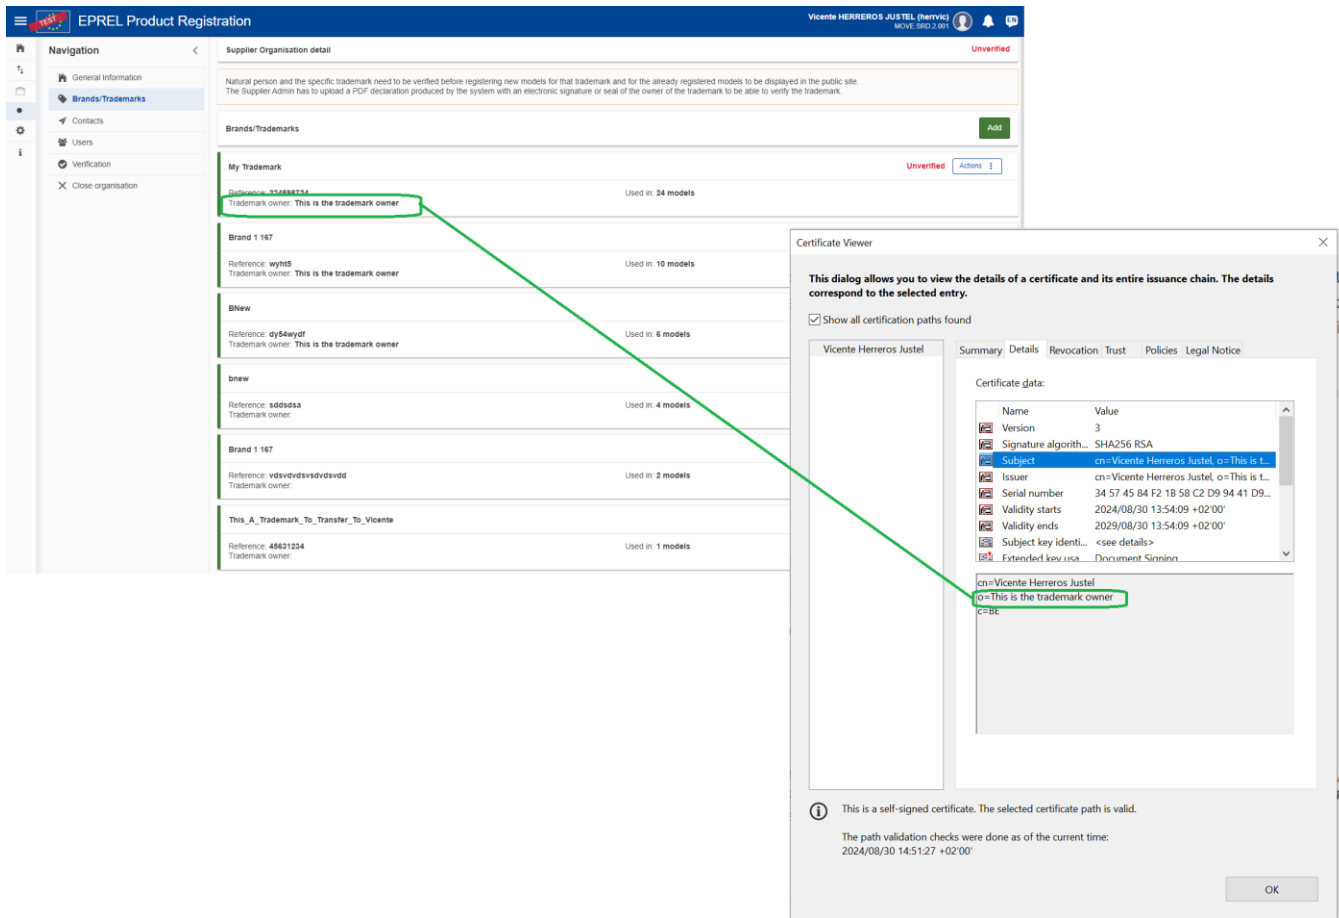 TEST
EPREL Product Registration
Vicente HERREROS JUSTEL (herrvic)
MOVE.SRD.2.001
EN
Navigation
General Information
Brands/Trademarks
Contacts
Users
Verification
Close organisation
Supplier Organisation detail
Unverified
Natural person and the specific trademark need to be verified before registering new models for that trademark and for the already registered models to be displayed in the public site.
The Supplier Admin has to upload a PDF declaration produced by the system with an electronic signature or seal of the owner of the trademark to be able to verify the trademark.
Brands/Trademarks
Add
My Trademark
Unverified
Actions
Reference: 234598724
Used in: 24 models
Trademark owner: This is the trademark owner
Brand 1 167
Reference: wyht5
Used in: 10 models
Trademark owner: This is the trademark owner
BNew
Reference: dy54wydf
Used in: 6 models
Trademark owner: This is the trademark owner
bnew
Reference: sddsdsa
Used in: 4 models
Trademark owner:
Brand 1 167
Reference: vdsvdvdsvsdvdsvdd
Used in: 2 models
Trademark owner:
This_A_Trademark_To_Transfer_To_Vicente
Reference: 45631234
Used in: 1 models
Trademark owner:
Certificate Viewer
This dialog allows you to view the details of a certificate and its entire issuance chain. The details
correspond to the selected entry.
Show all certification paths found
Vicente Herreros Justel
Summary Details Revocation Trust Policies Legal Notice
Certificate data:
Name Value
Version 3
Signature algorith... SHA256 RSA
Subject cn=Vicente Herreros Justel, o=This is t...
Issuer cn=Vicente Herreros Justel, o=This is t...
Serial number 34 57 45 84 F2 1B 58 C2 D9 94 41 D9...
Validity starts 2024/08/30 13:54:09 +02'00'
Validity ends 2029/08/30 13:54:09 +02'00'
Subject key identi... <see details>
Extended key usa Document Signing
cn=Vicente Herreros Justel
o=This is the trademark owner
c=BE
This is a self-signed certificate. The selected certificate path is valid.
The path validation checks were done as of the current time:
2024/08/30 14:51:27 +02'00'
OK